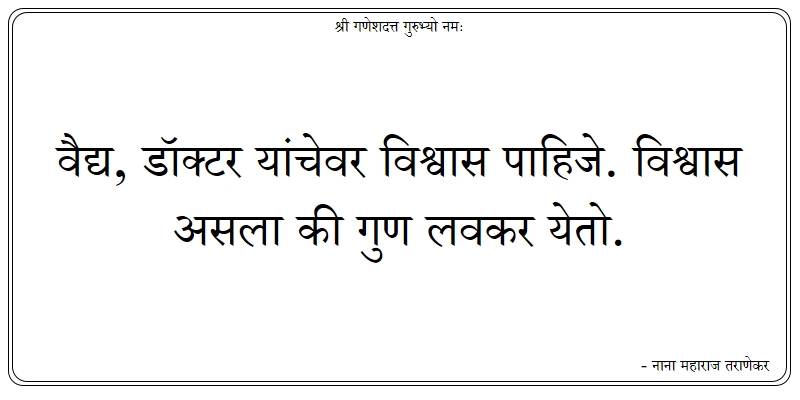 श्री गणेशदत्त गुरुभ्यो नमः
वैद्य, डॉक्टर यांचेवर विश्वास पाहिजे. विश्वास
असला की गुण लवकर येतो.
- नाना महाराज तराणेकर